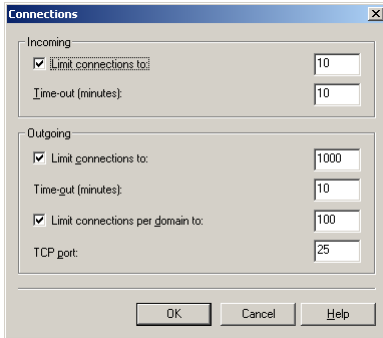 Connections
Incoming
Limit connections to: 10
Time-out (minutes): 10
Outgoing
Limit connections to: 1000
Time-out (minutes): 10
Limit connections per domain to: 100
TCP port: 25
OK Cancel Help